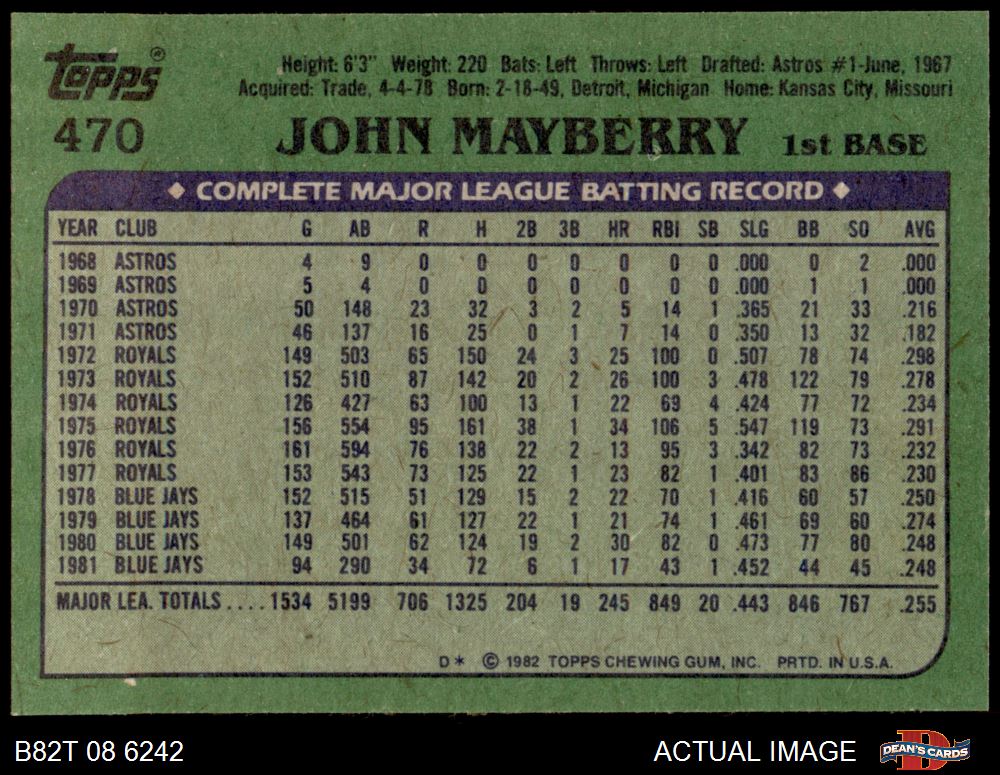 topps®
Height: 6'3" Weight: 220 Bats: Left Throws: Left Drafted: Astros #1-June, 1967
Acquired: Trade, 4-4-78 Born: 2-18-49, Detroit, Michigan Home: Kansas City, Missouri
470 JOHN MAYBERRY 1st BASE
◆ COMPLETE MAJOR LEAGUE BATTING RECORD ◆
YEAR CLUB G AB R H 2B 3B HR RBI SB SLG BB SO AVG
1968 ASTROS 4 9 0 0 0 0 0 0 0 .000 0 2 .000
1969 ASTROS 5 4 0 0 0 0 0 0 0 .000 1 1 .000
1970 ASTROS 50 148 23 32 3 2 5 14 1 .365 21 33 .216
1971 ASTROS 46 137 16 25 0 1 7 14 0 .350 13 32 .182
1972 ROYALS 149 503 65 150 24 3 25 100 0 .507 78 74 .298
1973 ROYALS 152 510 87 142 20 2 26 100 3 .478 122 79 .278
1974 ROYALS 126 427 63 100 13 1 22 69 4 .424 77 72 .234
1975 ROYALS 156 554 95 161 38 1 34 106 5 .547 119 73 .291
1976 ROYALS 161 594 76 138 22 2 13 95 3 .342 82 73 .232
1977 ROYALS 153 543 73 125 22 1 23 82 1 .401 83 86 .230
1978 BLUE JAYS 152 515 51 129 15 2 22 70 1 .416 60 57 .250
1979 BLUE JAYS 137 464 61 127 22 1 21 74 1 .461 69 60 .274
1980 BLUE JAYS 149 501 62 124 19 2 30 82 0 .473 77 80 .248
1981 BLUE JAYS 94 290 34 72 6 1 17 43 1 .452 44 45 .248
MAJOR LEA. TOTALS .... 1534 5199 706 1325 204 19 245 849 20 .443 846 767 .255
D* © 1982 TOPPS CHEWING GUM, INC. PRTD. IN U.S.A.
B82T 08 6242 ACTUAL IMAGE D DEAN'S CARDS